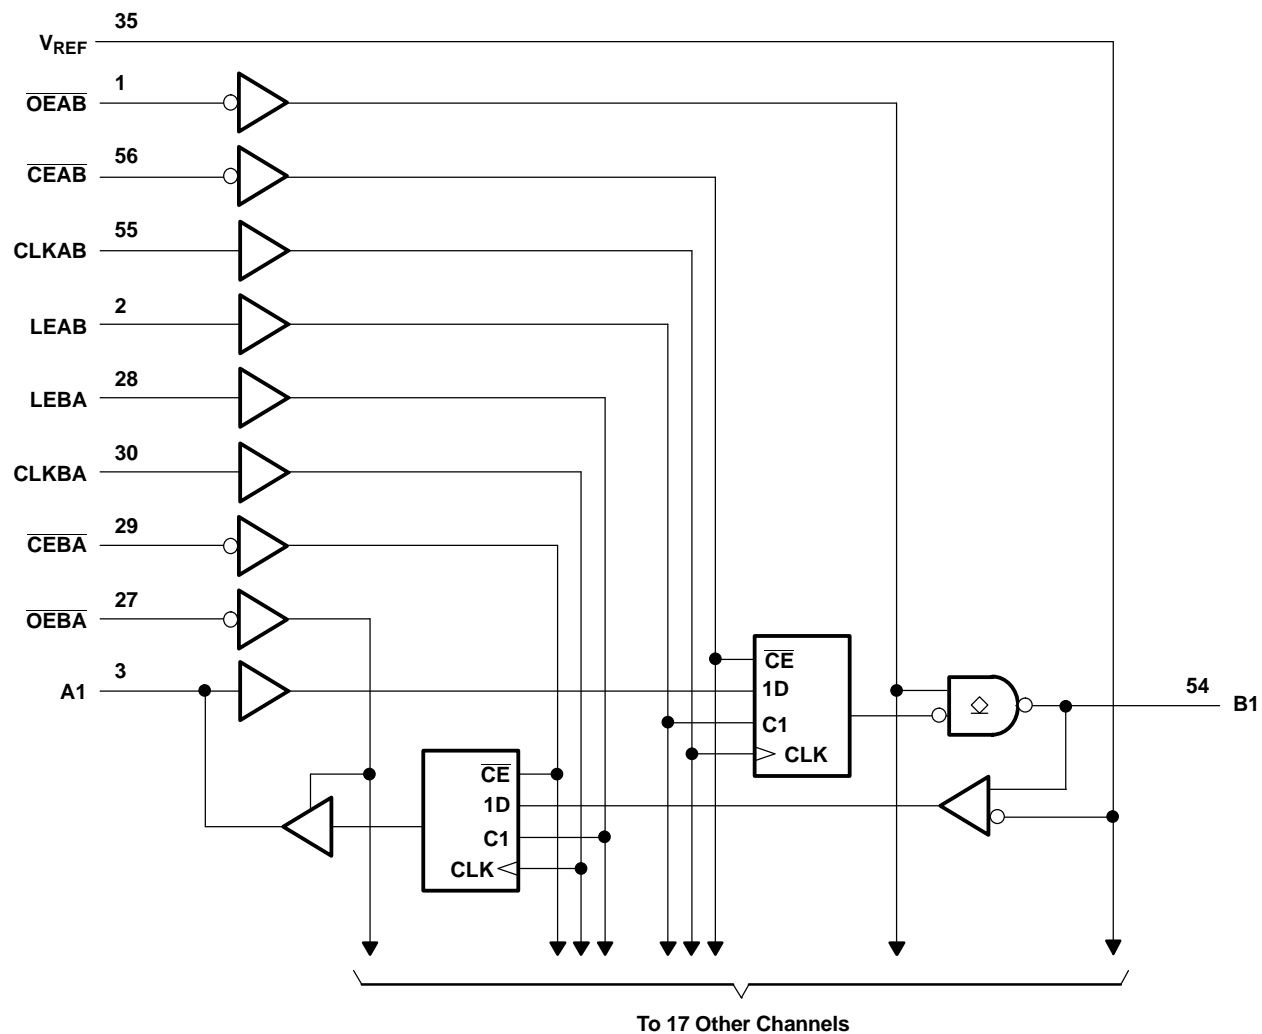 35
VREF
1
OEAB
56
CEAB
55
CLKAB
2
LEAB
28
LEBA
30
CLKBA
29
CEBA
27
OEBA
3
A1
CE
1D
C1
CLK
54
B1
CE
1D
C1
CLK
To 17 Other Channels